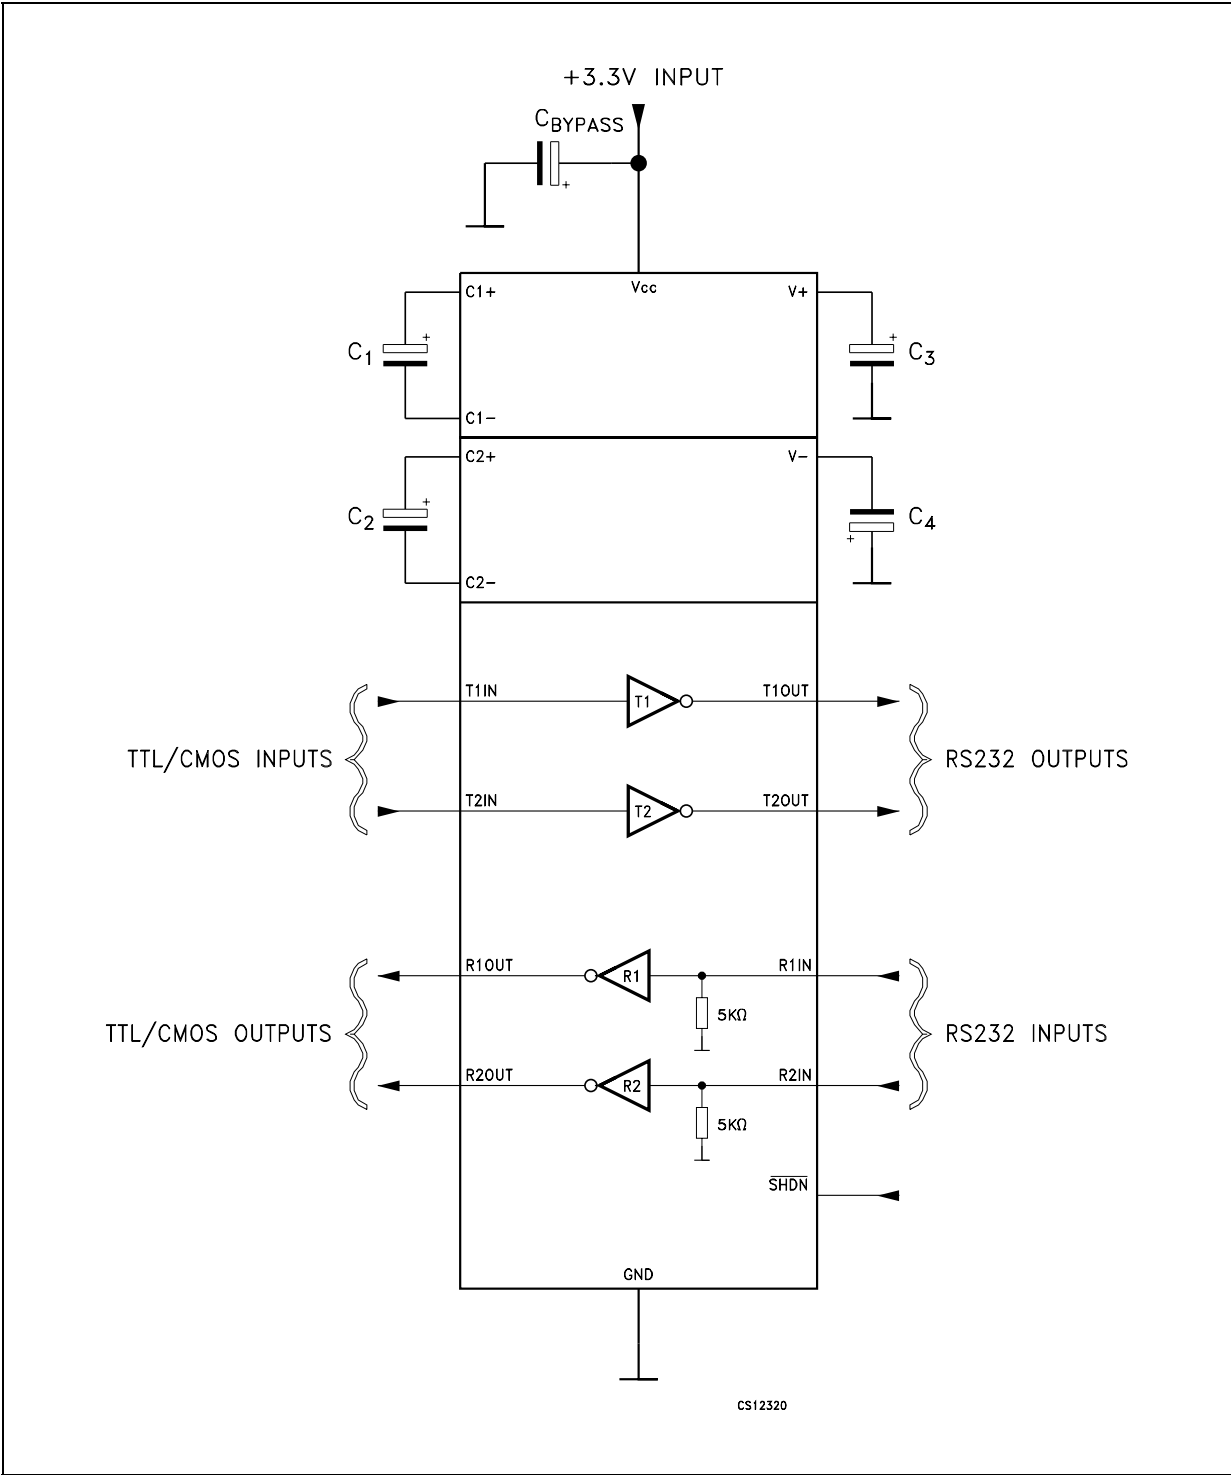 +3.3V INPUT
CBYPASS
+
C1+
Vcc
V+
C1
+
+
C3
C1-
C2+
V-
C2
+
C4
+
C2-
T1IN
T1
T1OUT
TTL/CMOS INPUTS
RS232 OUTPUTS
T2IN
T2
T2OUT
R1OUT
R1
R1IN
5KΩ
TTL/CMOS OUTPUTS
RS232 INPUTS
R2OUT
R2
R2IN
5KΩ
SHDN
GND
CS12320